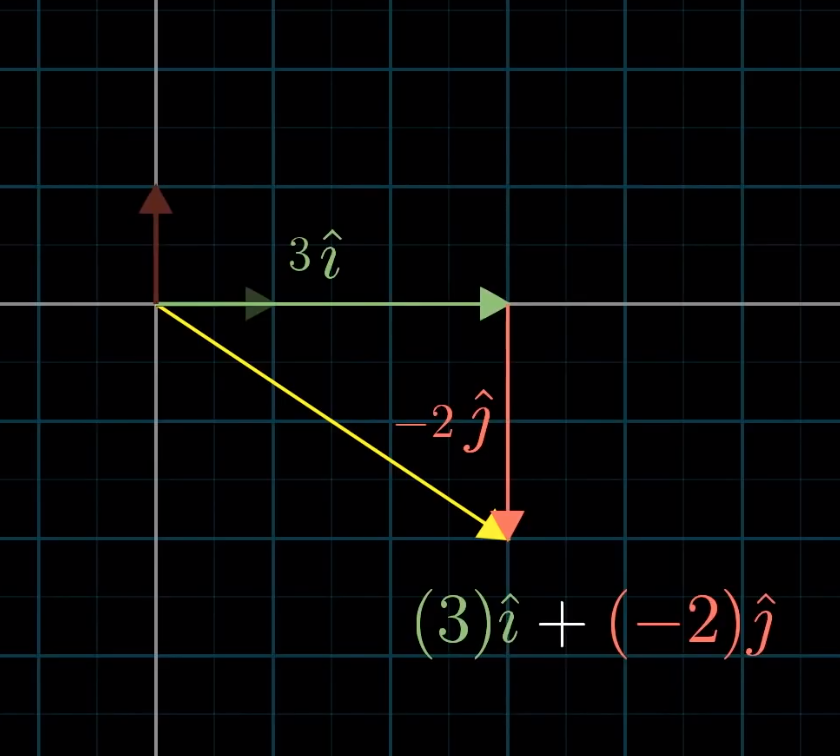 3 î
−2 ĵ
(3)î + (−2)ĵ